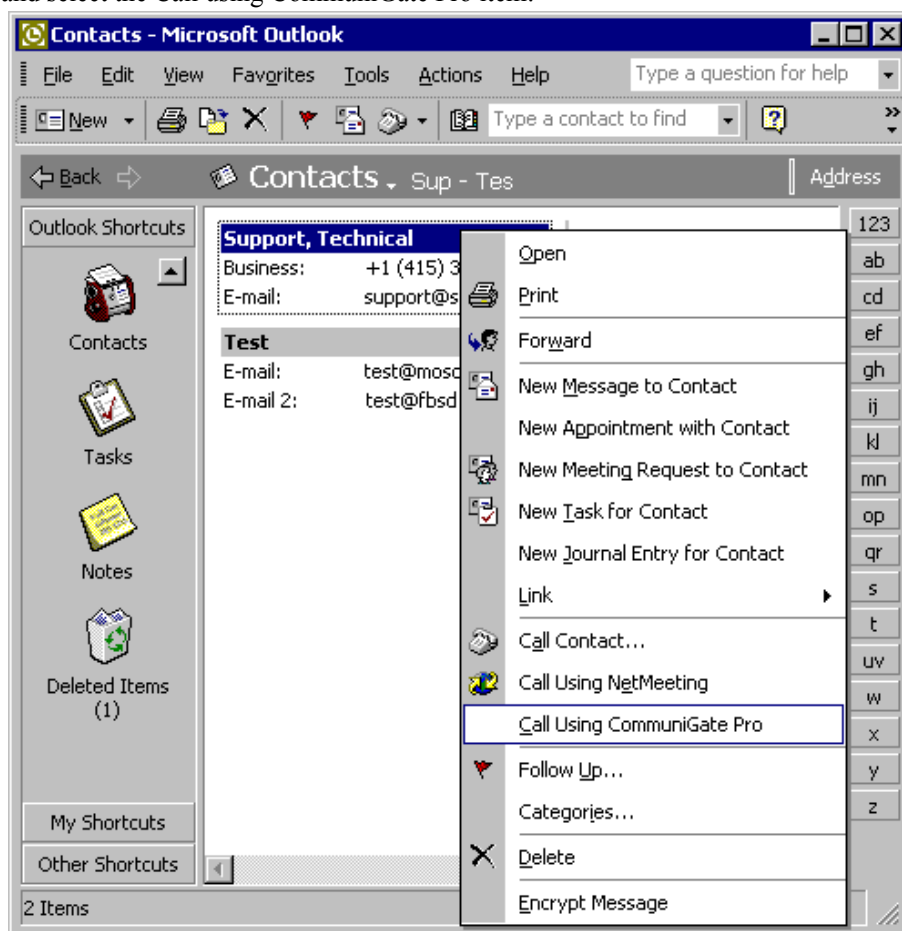 and select the Call using CommuniGate Pro item.
Contacts - Microsoft Outlook
File Edit View Favorites Tools Actions Help Type a question for help
New Type a contact to find
Back Contacts Sup - Tes Address
Outlook Shortcuts
Contacts
Tasks
Notes
Deleted Items
(1)
My Shortcuts
Other Shortcuts
Support, Technical
Business: +1 (415) 3
E-mail: support@s
Test
E-mail: test@mosc
E-mail 2: test@fbsd
Open
Print
Forward
New Message to Contact
New Appointment with Contact
New Meeting Request to Contact
New Task for Contact
New Journal Entry for Contact
Link
Call Contact...
Call Using NetMeeting
Call Using CommuniGate Pro
Follow Up...
Categories...
Delete
Encrypt Message
123
ab
cd
ef
gh
ij
kl
mn
op
qr
s
t
uv
w
x
y
z
2 Items